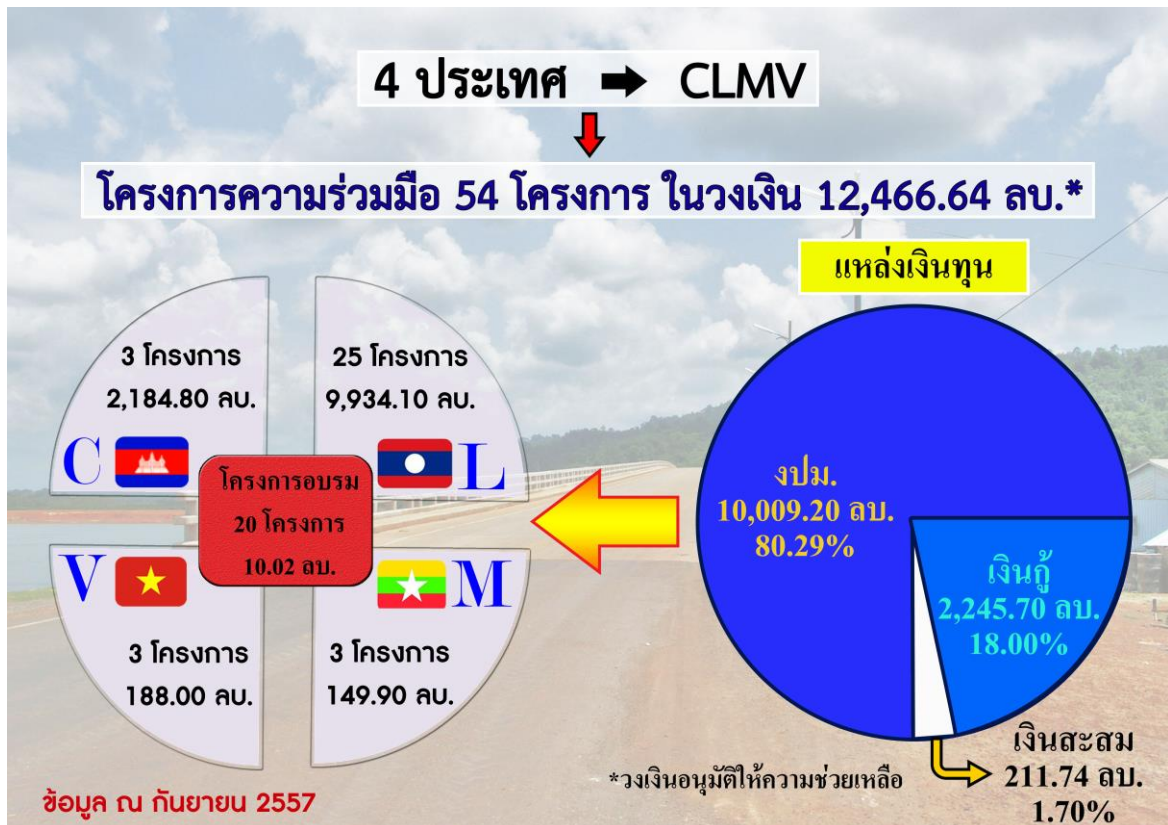 4 ประเทศ ➡ CLMV
โครงการความร่วมมือ 54 โครงการ ในวงเงิน 12,466.64 ลบ.*
3 โครงการ
2,184.80 ลบ.
C
25 โครงการ
9,934.10 ลบ.
L
โครงการอบรม
20 โครงการ
10.02 ลบ.
V
3 โครงการ
188.00 ลบ.
M
3 โครงการ
149.90 ลบ.
แหล่งเงินทุน
งปม.
10,009.20 ลบ.
80.29%
เงินกู้
2,245.70 ลบ.
18.00%
เงินสะสม
211.74 ลบ.
1.70%
*วงเงินอนุมัติให้ความช่วยเหลือ
ข้อมูล ณ กันยายน 2557